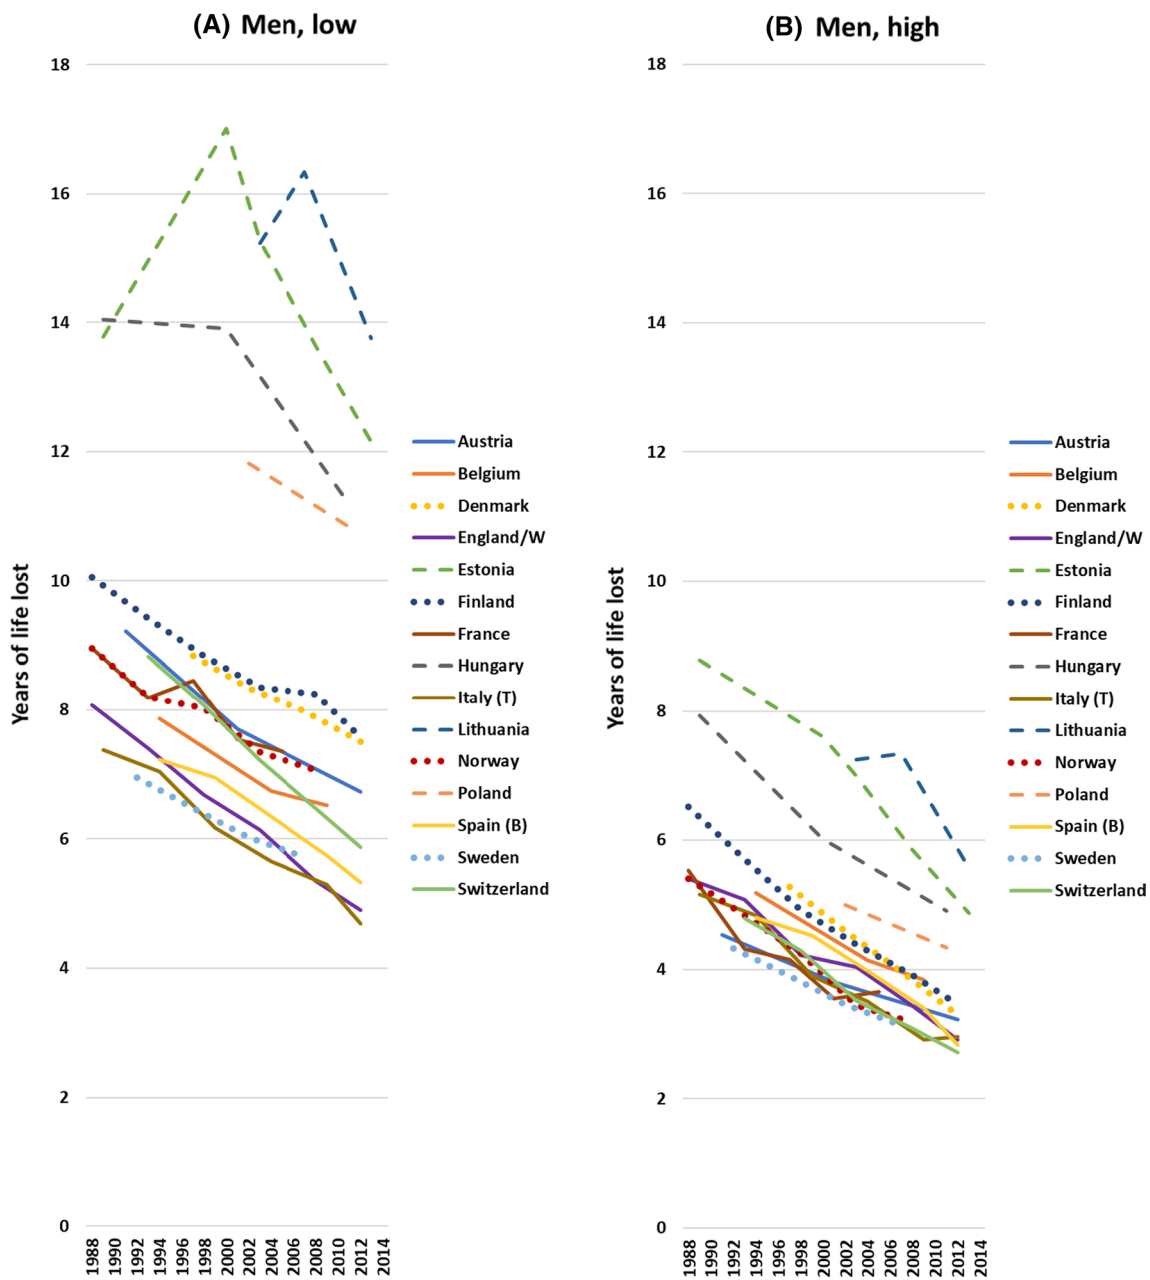 (A) Men, low
Years of life lost
18
16
14
12
10
8
6
4
2
0
1988
1990
1992
1994
1996
1998
2000
2002
2004
2006
2008
2010
2012
2014
Austria
Belgium
Denmark
England/W
Estonia
Finland
France
Hungary
Italy (T)
Lithuania
Norway
Poland
Spain (B)
Sweden
Switzerland
(B) Men, high
Years of life lost
18
16
14
12
10
8
6
4
2
0
1988
1990
1992
1994
1996
1998
2000
2002
2004
2006
2008
2010
2012
2014
Austria
Belgium
Denmark
England/W
Estonia
Finland
France
Hungary
Italy (T)
Lithuania
Norway
Poland
Spain (B)
Sweden
Switzerland